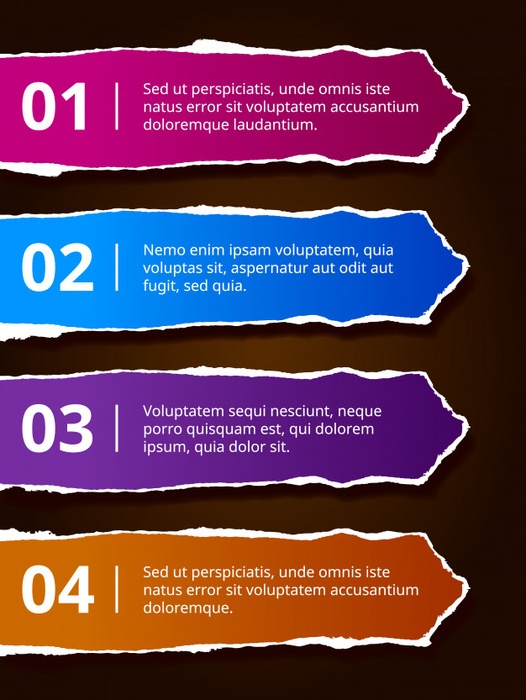 01
Sed ut perspiciatis, unde omnis iste
natus error sit voluptatem accusantium
doloremque laudantium.
02
Nemo enim ipsam voluptatem, quia
voluptas sit, aspernatur aut odit aut
fugit, sed quia.
03
Voluptatem sequi nesciunt, neque
porro quisquam est, qui dolorem
ipsum, quia dolor sit.
04
Sed ut perspiciatis, unde omnis iste
natus error sit voluptatem accusantium
doloremque.